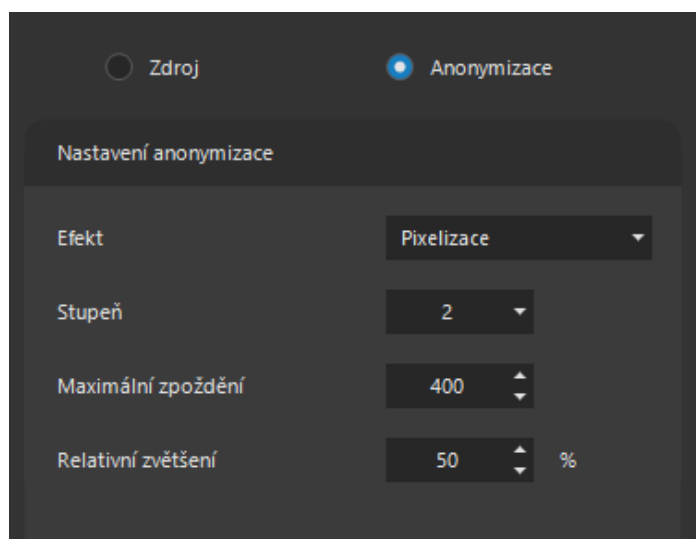 Zdroj Anonymizace
Nastavení anonymizace
Efekt Pixelizace
Stupeň 2
Maximální zpoždění 400
Relativní zvětšení 50 %